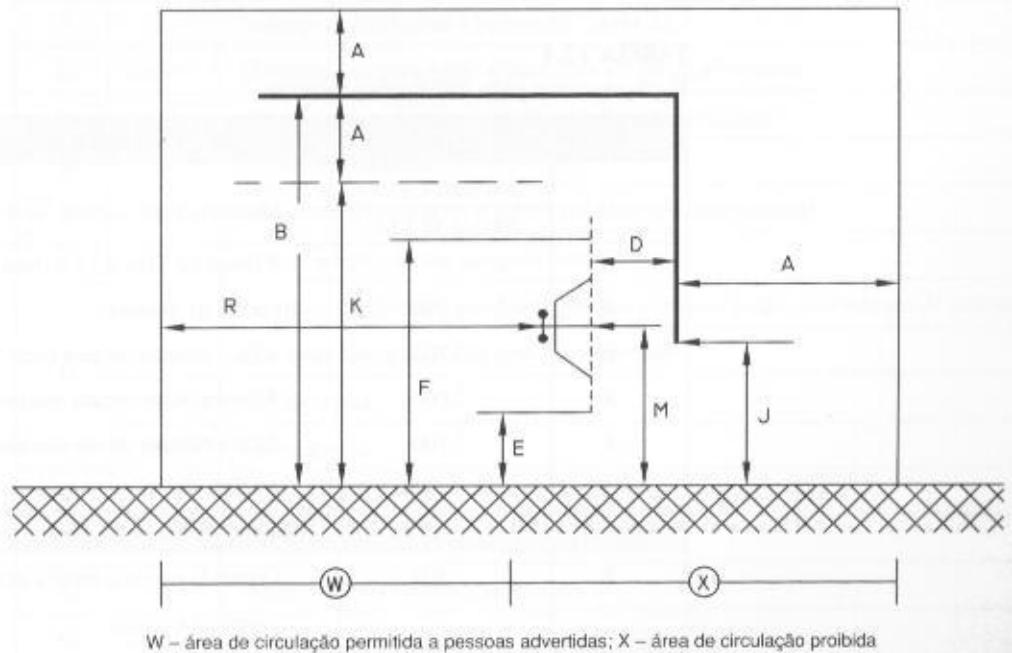 A
A
B
D
A
R
K
F
M
J
E
W
X
W – área de circulação permitida a pessoas advertidas; X – área de circulação proibida